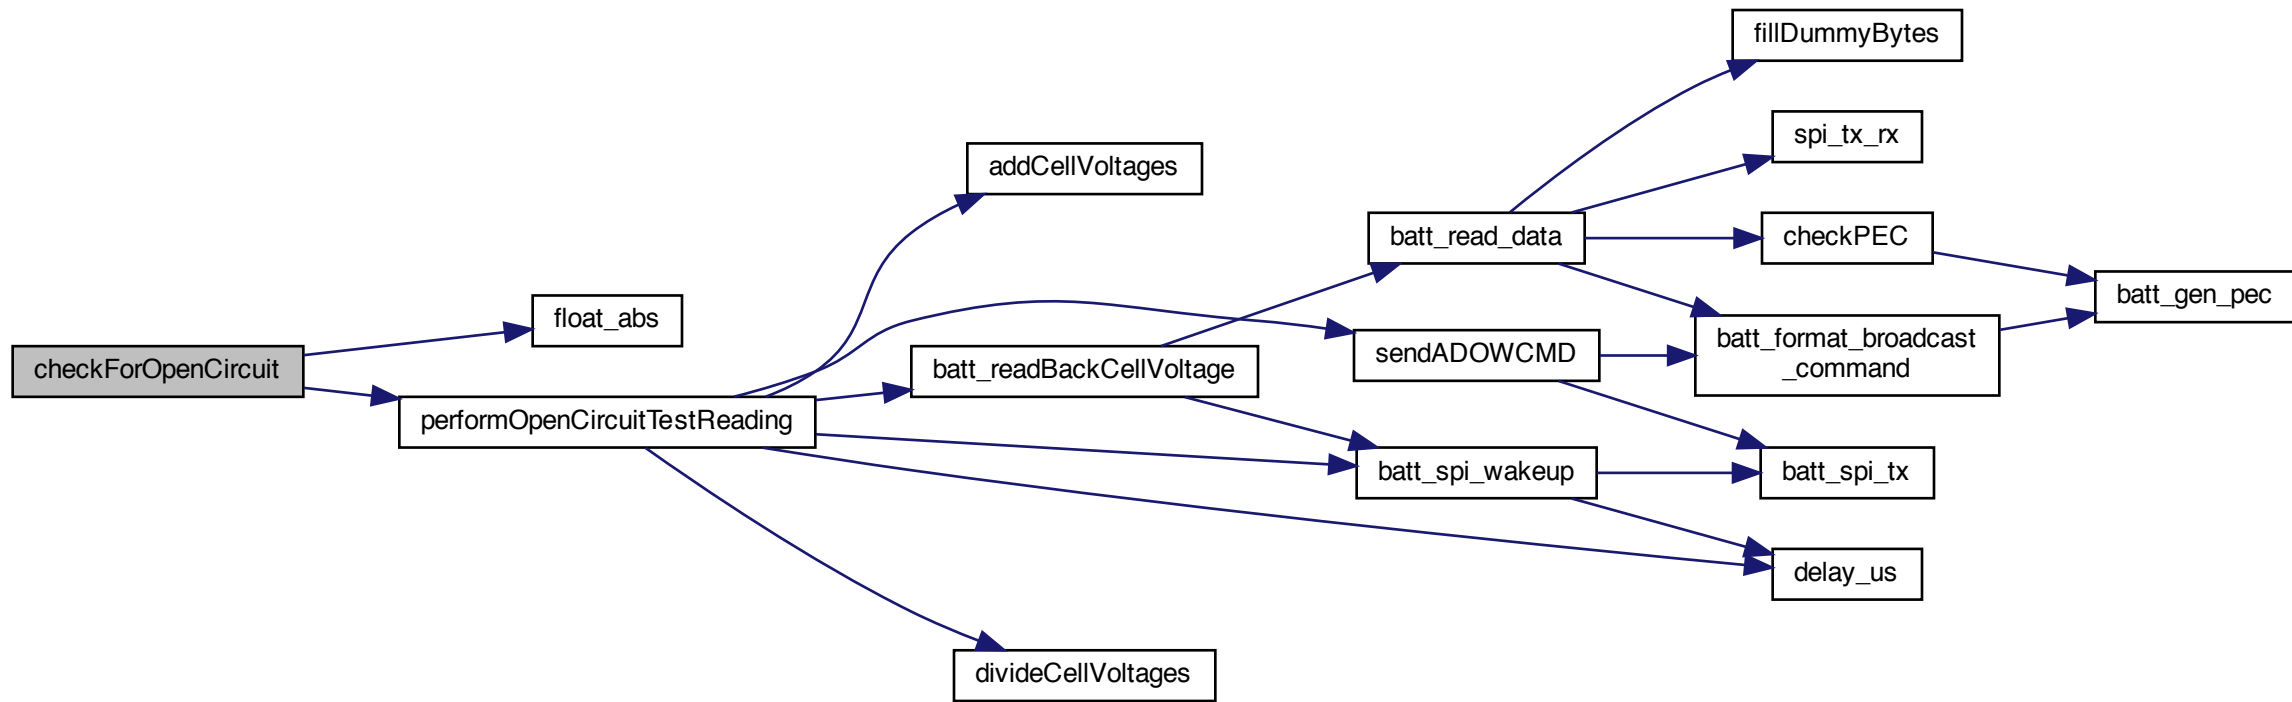 fillDummyBytes
spi_tx_rx
addCellVoltages
batt_read_data
checkPEC
batt_gen_pec
float_abs
checkForOpenCircuit
batt_readBackCellVoltage
sendADOWCMD
batt_format_broadcast
_command
performOpenCircuitTestReading
batt_spi_wakeup
batt_spi_tx
delay_us
divideCellVoltages